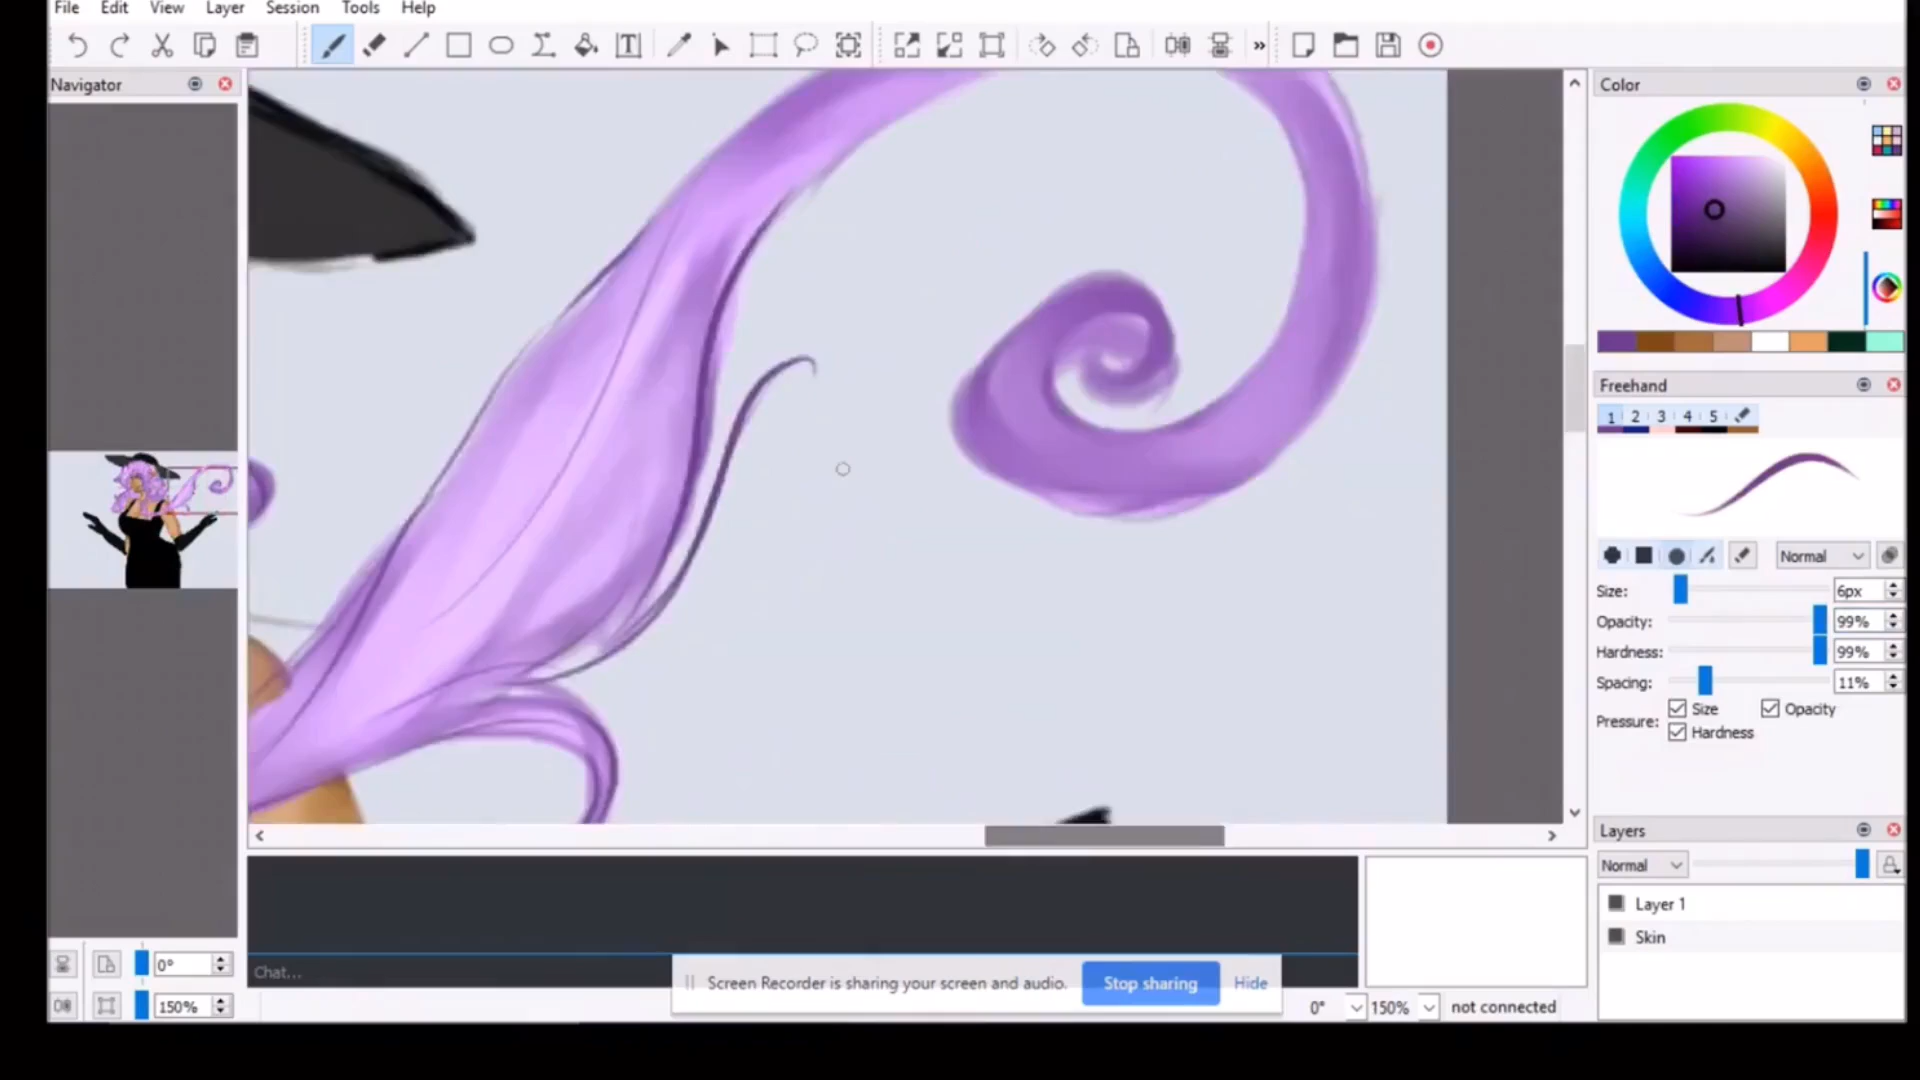 File Edit View Layer Session Tools Help
T
»
Navigator
Color
Freehand
1 2 3 4 5
Normal
Size: 6px
Opacity: 99%
Hardness: 99%
Spacing: 11%
Pressure: Size Opacity
Hardness
Layers
Normal
Layer 1
Skin
0°
150%
Chat...
Screen Recorder is sharing your screen and audio. Stop sharing Hide
0° 150% not connected